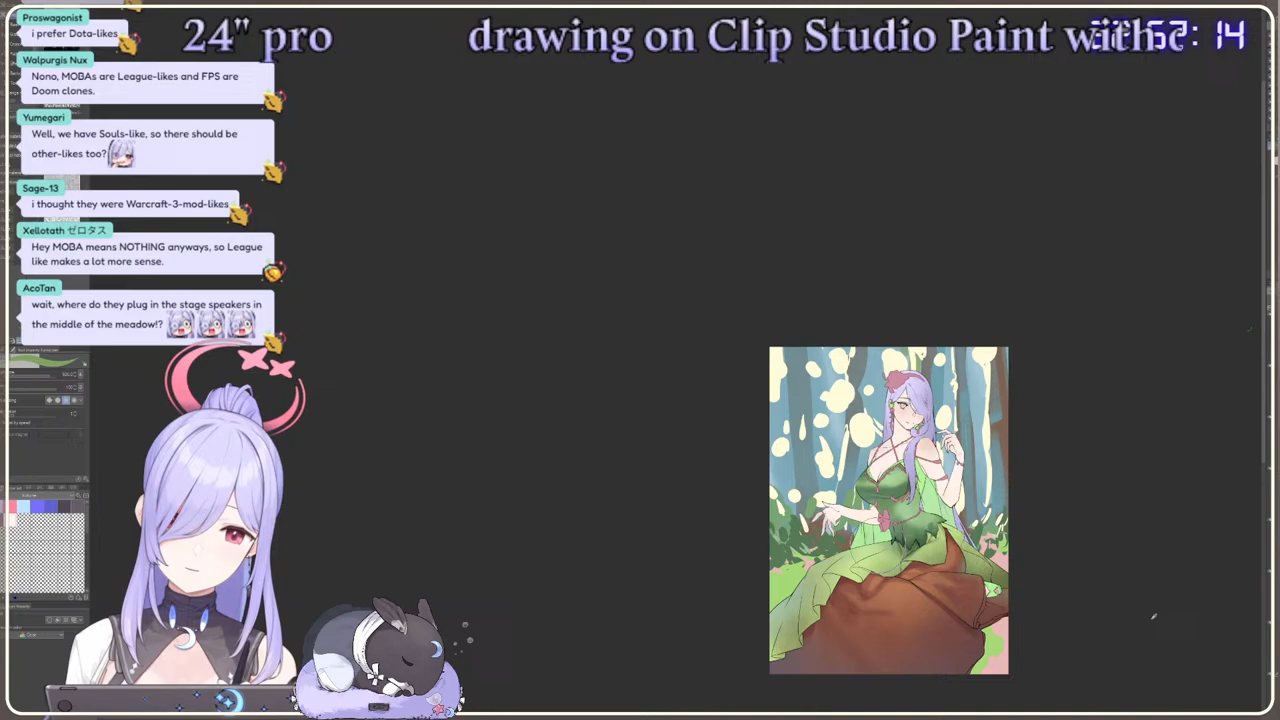 Proswagonist
i prefer Dota-likes
24" pro
drawing on Clip Studio Paint with
57:14
Walpurgis Nux
Nono, MOBAs are League-likes and FPS are
Doom clones.
Yumegari
Well, we have Souls-like, so there should be
other-likes too?
Sage-13
i thought they were Warcraft-3-mod-likes
Xellotath ゼロタス
Hey MOBA means NOTHING anyways, so League
like makes a lot more sense.
AcoTan
wait, where do they plug in the stage speakers in
the middle of the meadow!?